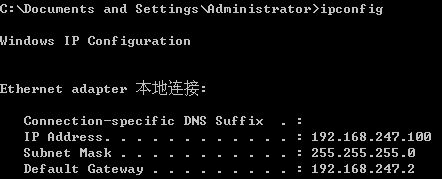 C:\Documents and Settings\Administrator>ipconfig
Windows IP Configuration
Ethernet adapter 本地连接:
Connection-specific DNS Suffix  . :
IP Address. . . . . . . . . . . . : 192.168.247.100
Subnet Mask . . . . . . . . . . . : 255.255.255.0
Default Gateway . . . . . . . . . : 192.168.247.2